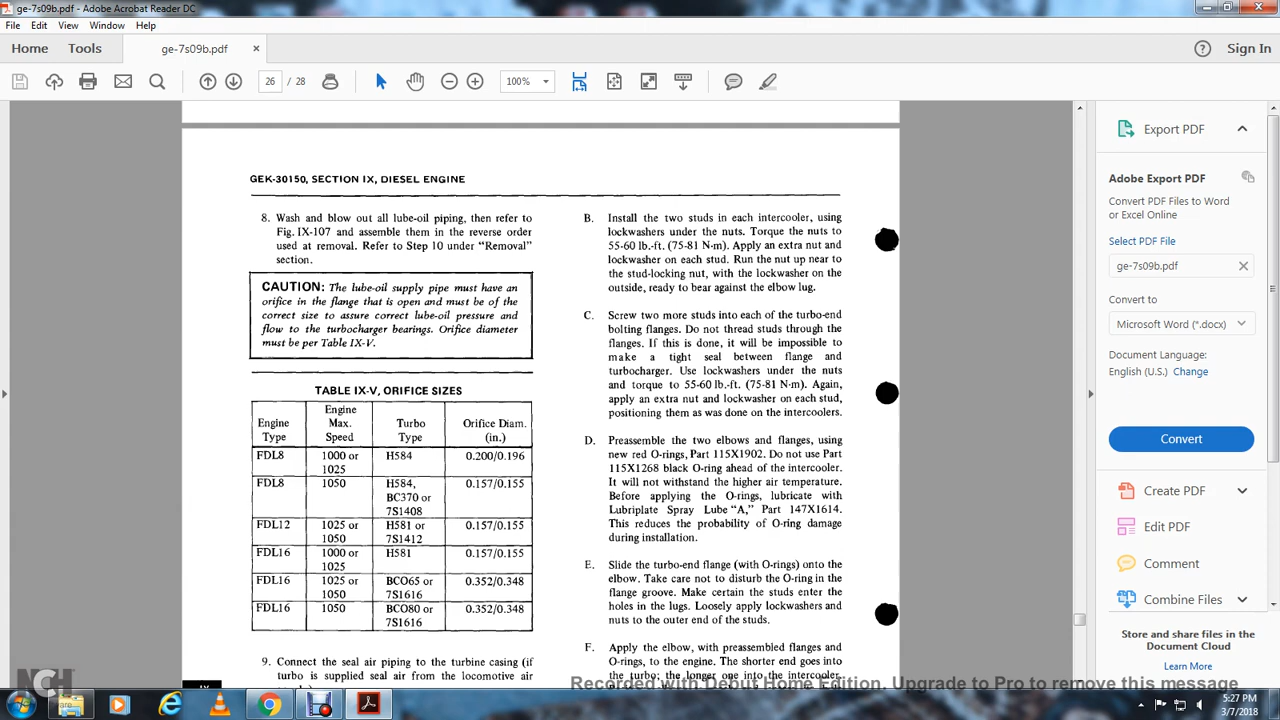 ge-7s09b.pdf - Adobe Acrobat Reader DC
File Edit View Window Help
Home Tools ge-7s09b.pdf × ? Sign In
26 / 28 100%
GEK-30150, SECTION IX, DIESEL ENGINE
8. Wash and blow out all lube-oil piping, then refer to
Fig. IX-107 and assemble them in the reverse order
used at removal. Refer to Step 10 under “Removal”
section.
CAUTION: The lube-oil supply pipe must have an
orifice in the flange that is open and must be of the
correct size to assure correct lube-oil pressure and
flow to the turbocharger bearings. Orifice diameter
must be per Table IX-V.
TABLE IX-V, ORIFICE SIZES
Engine Type Engine Max. Speed Turbo Type Orifice Diam. (in.)
FDL8 1000 or 1025 H584 0.200/0.196
FDL8 1050 H584, BC370 or 7S1408 0.157/0.155
FDL12 1025 or 1050 H581 or 7S1412 0.157/0.155
FDL16 1000 or 1025 H581 0.157/0.155
FDL16 1025 or 1050 BCO65 or 7S1616 0.352/0.348
FDL16 1050 BCO80 or 7S1616 0.352/0.348
9. Connect the seal air piping to the turbine casing (if
turbo is supplied seal air from the locomotive air
B. Install the two studs in each intercooler, using
lockwashers under the nuts. Torque the nuts to
55-60 lb.-ft. (75-81 N·m). Apply an extra nut and
lockwasher on each stud. Run the nut up near to
the stud-locking nut, with the lockwasher on the
outside, ready to bear against the elbow lug.
C. Screw two more studs into each of the turbo-end
bolting flanges. Do not thread studs through the
flanges. If this is done, it will be impossible to
make a tight seal between flange and
turbocharger. Use lockwashers under the nuts
and torque to 55-60 lb.-ft. (75-81 N·m). Again,
apply an extra nut and lockwasher on each stud,
positioning them as was done on the intercoolers.
D. Preassemble the two elbows and flanges, using
new red O-rings, Part 115X1902. Do not use Part
115X1268 black O-ring ahead of the intercooler.
It will not withstand the higher air temperature.
Before applying the O-rings, lubricate with
Lubriplate Spray Lube “A,” Part 147X1614.
This reduces the probability of O-ring damage
during installation.
E. Slide the turbo-end flange (with O-rings) onto the
elbow. Take care not to disturb the O-ring in the
flange groove. Make certain the studs enter the
holes in the lugs. Loosely apply lockwashers and
nuts to the outer end of the studs.
F. Apply the elbow, with preassembled flanges and
O-rings, to the engine. The shorter end goes into
the turbo; the longer one into the intercooler.
Export PDF
Adobe Export PDF
Convert PDF Files to Word
or Excel Online
Select PDF File
ge-7s09b.pdf
Convert to
Microsoft Word (*.docx)
Document Language:
English (U.S.) Change
Convert
Create PDF
Edit PDF
Comment
Combine Files
Store and share files in the
Document Cloud
Learn More
NCH
Recorded with Debut Home Edition. Upgrade to Pro to remove this message
5:27 PM
3/7/2018